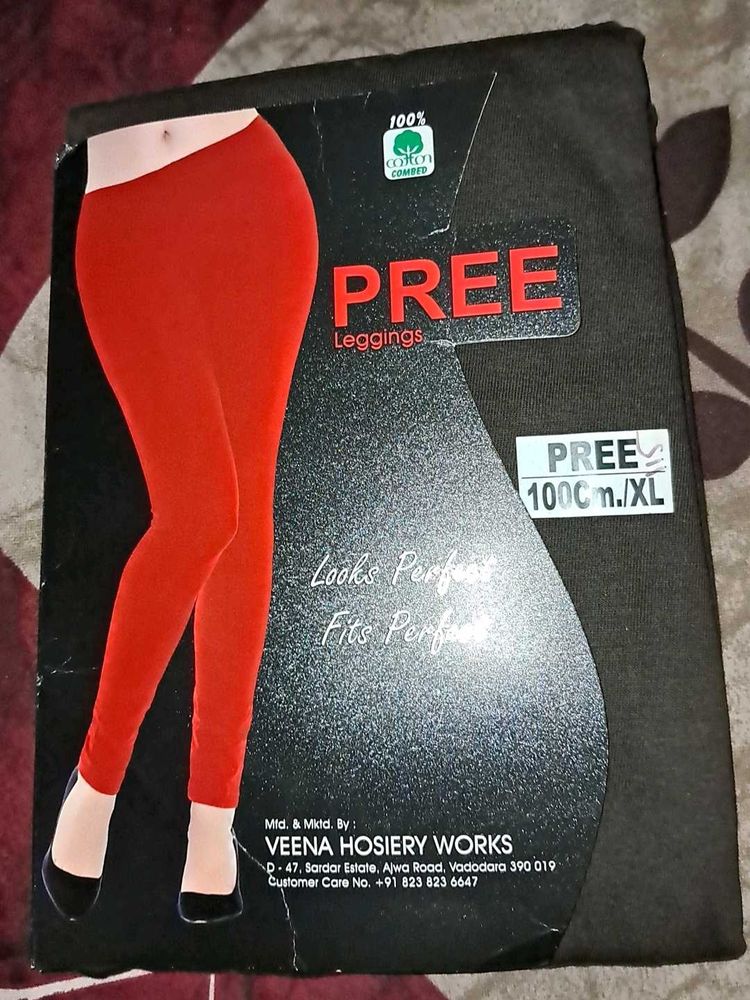 100%
cotton
COMBED
PREE
Leggings
PREE
100Cm./XL
Looks Perfect
Fits Perfect
Mfd. & Mktd. By :
VEENA HOSIERY WORKS
D - 47, Sardar Estate, Ajwa Road, Vadodara 390 019
Customer Care No. +91 823 823 6647